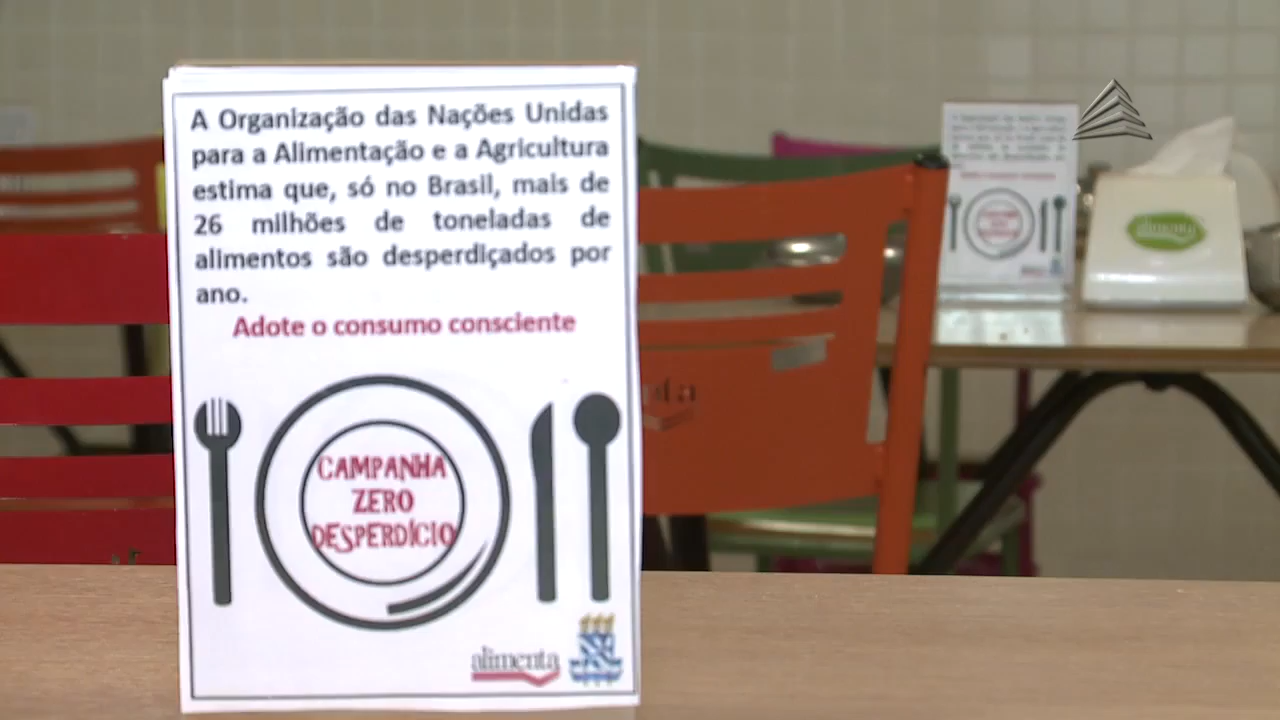 A Organização das Nações Unidas
para a Alimentação e a Agricultura
estima que, só no Brasil, mais de
26 milhões de toneladas de
alimentos são desperdiçados por
ano.
Adote o consumo consciente
CAMPANHA
ZERO
DESPERDÍCIO
alimenta
alimenta